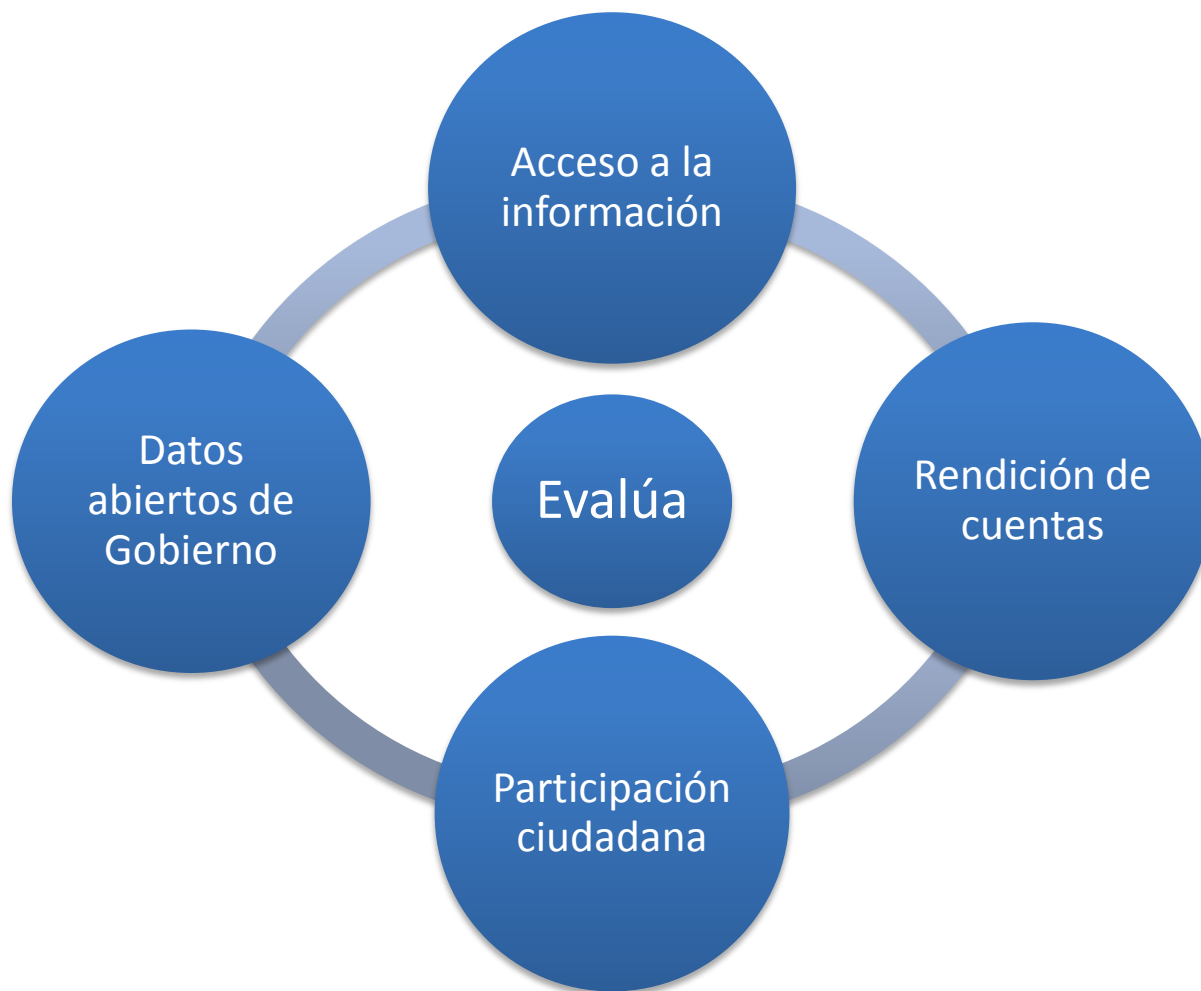 Acceso a la
información
Datos
abiertos de
Gobierno
Evalúa
Rendición de
cuentas
Participación
ciudadana